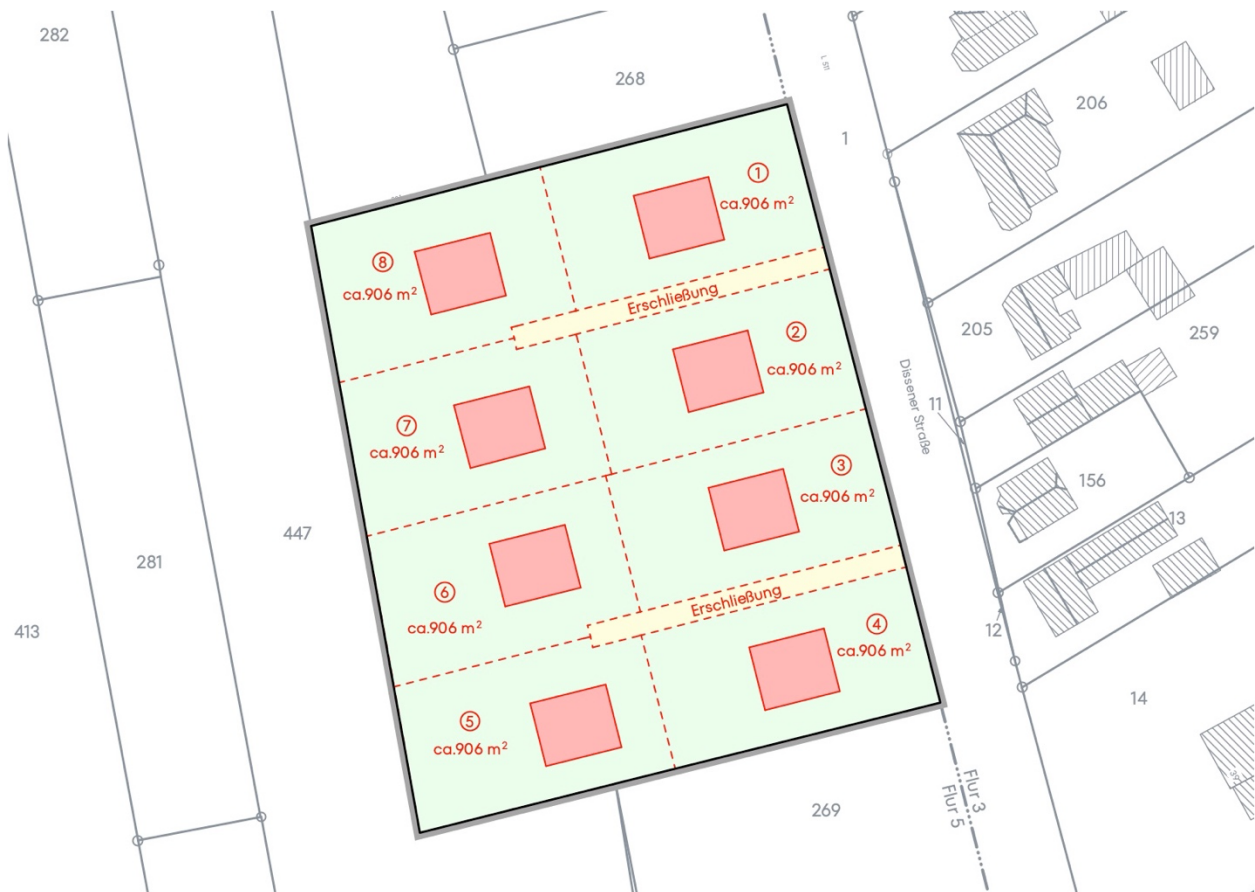 282
268
L 511
1
206
①
ca.906 m²
⑧
ca.906 m²
Erschließung
②
ca.906 m²
205
259
Dissener Straße
11
⑦
ca.906 m²
③
ca.906 m²
156
13
447
281
⑥
ca.906 m²
Erschließung
④
ca.906 m²
413
12
14
⑤
ca.906 m²
269
Flur 3
Flur 5